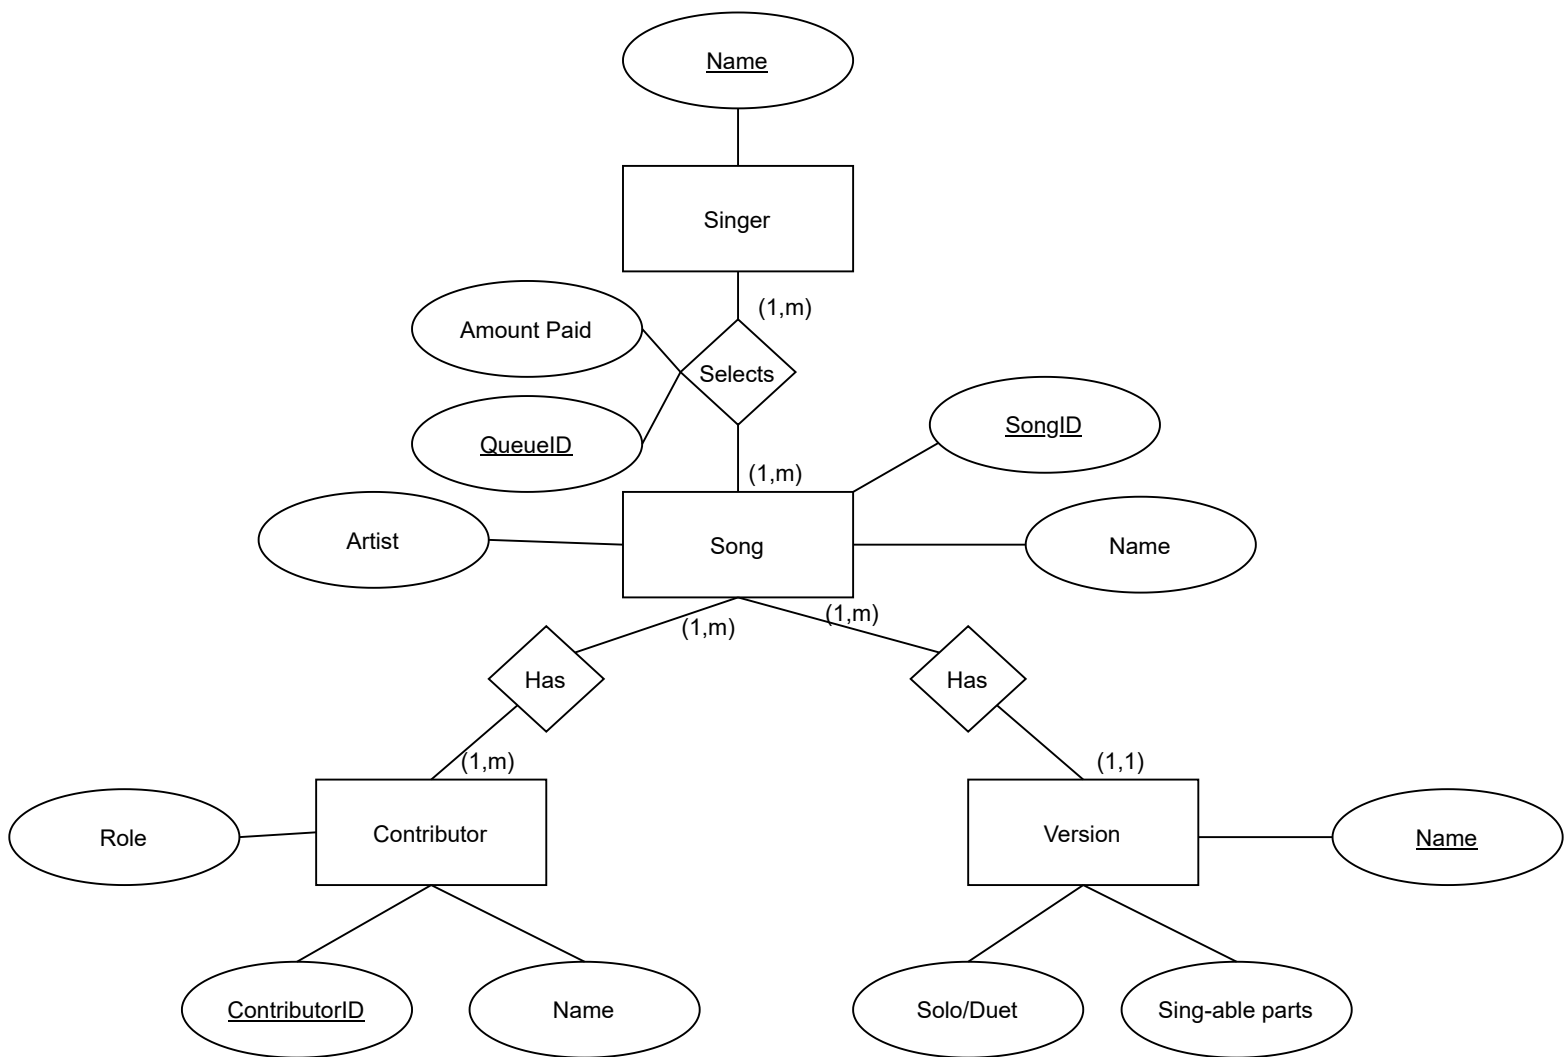 Name
Singer
(1,m)
Amount Paid
Selects
QueueID
SongID
(1,m)
Artist
Song
Name
(1,m)
(1,m)
Has
Has
(1,m)
(1,1)
Role
Contributor
Version
Name
ContributorID
Name
Solo/Duet
Sing-able parts